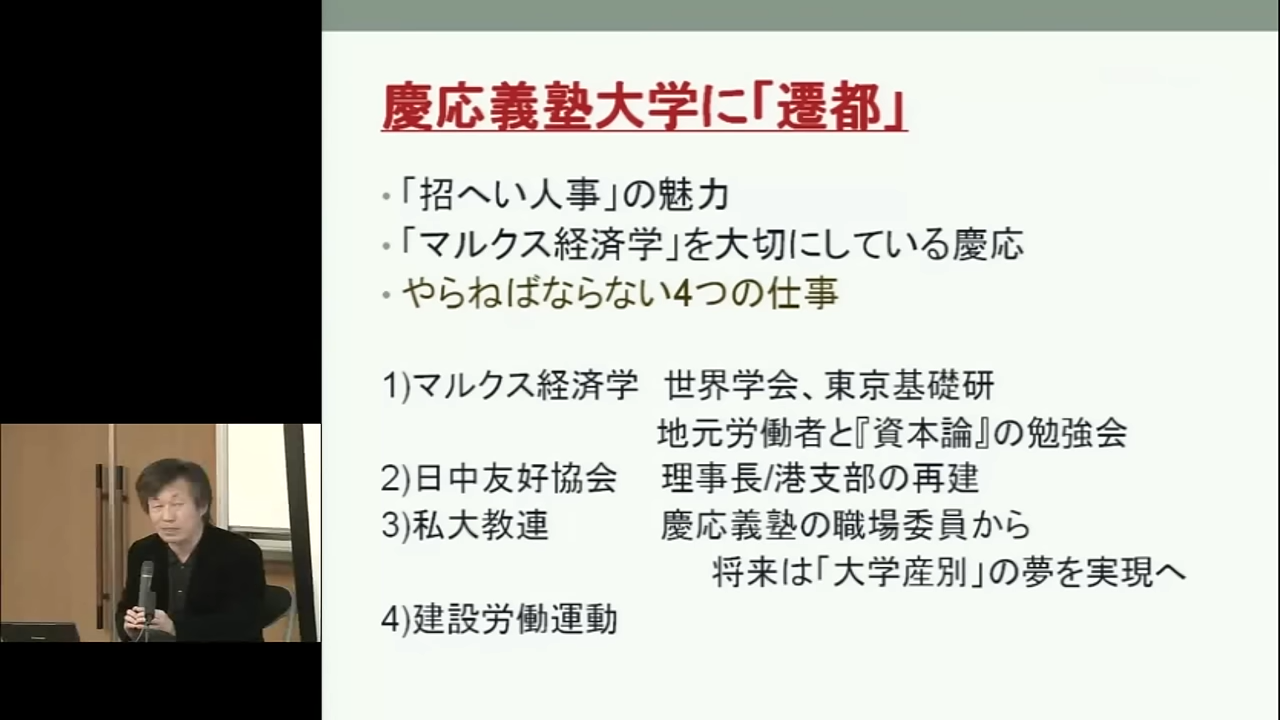 慶応義塾大学に「遷都」
・「招へい人事」の魅力
・「マルクス経済学」を大切にしている慶応
・やらねばならない4つの仕事
1)マルクス経済学 世界学会、東京基礎研
地元労働者と『資本論』の勉強会
2)日中友好協会 理事長/港支部の再建
3)私大教連 慶応義塾の職場委員から
将来は「大学産別」の夢を実現へ
4)建設労働運動